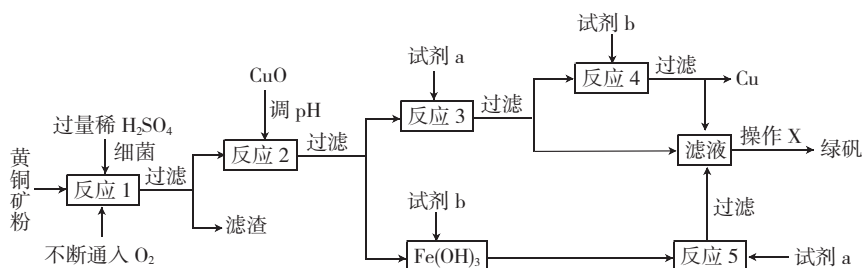 试剂 b
CuO
试剂 a
反应 4
过滤
Cu
过量稀 H₂SO₄
调 pH
反应 3
过滤
细菌
反应 2
过滤
滤液
操作 X
绿矾
黄铜矿粉
反应 1
过滤
试剂 b
过滤
不断通入 O₂
滤渣
Fe(OH)₃
反应 5
试剂 a